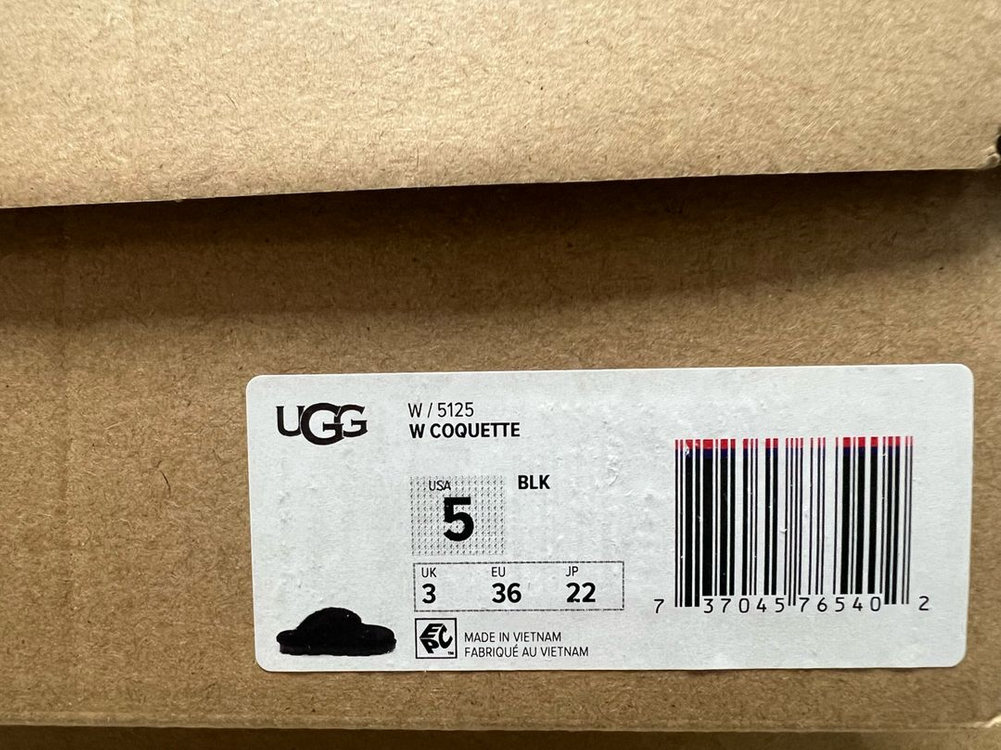 UGG
W / 5125
W COQUETTE
USA
5
BLK
UK EU JP
3 36 22
EPC
MADE IN VIETNAM
FABRIQUÉ AU VIETNAM
7 37045 76540 2